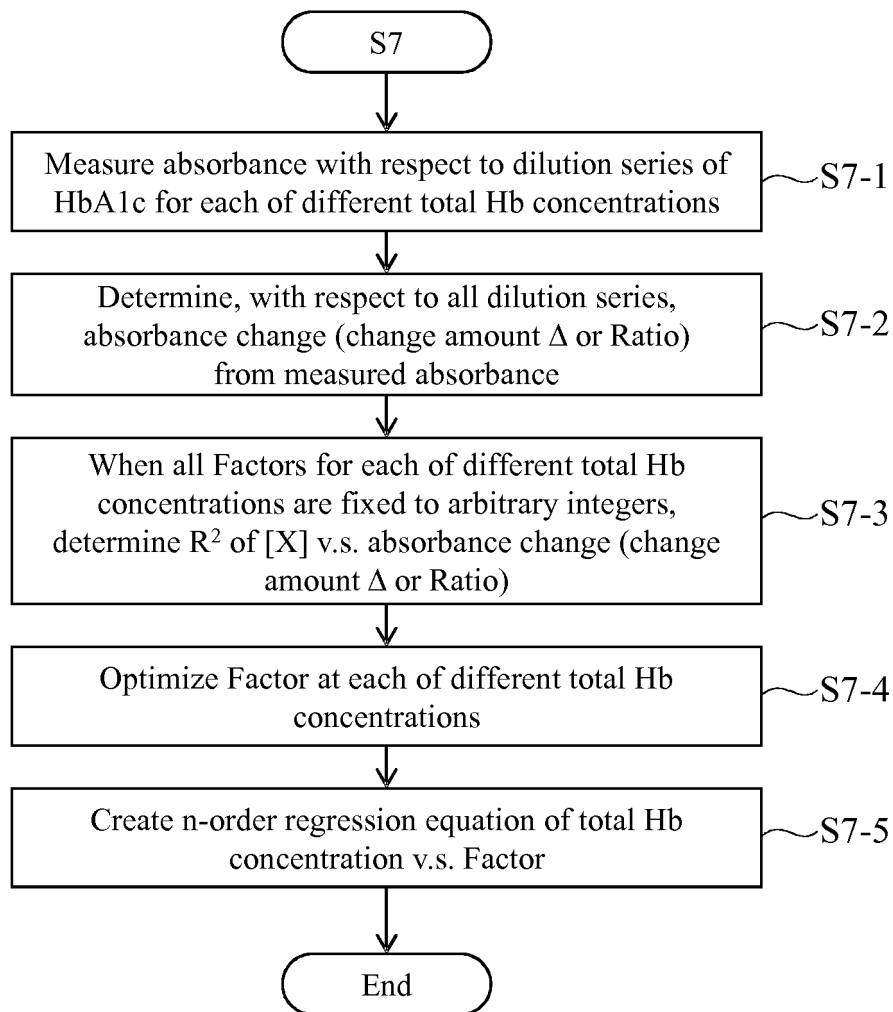 S7
Measure absorbance with respect to dilution series of
HbA1c for each of different total Hb concentrations
S7-1
Determine, with respect to all dilution series,
absorbance change (change amount Δ or Ratio)
from measured absorbance
S7-2
When all Factors for each of different total Hb
concentrations are fixed to arbitrary integers,
determine R² of [X] v.s. absorbance change (change
amount Δ or Ratio)
S7-3
Optimize Factor at each of different total Hb
concentrations
S7-4
Create n-order regression equation of total Hb
concentration v.s. Factor
S7-5
End